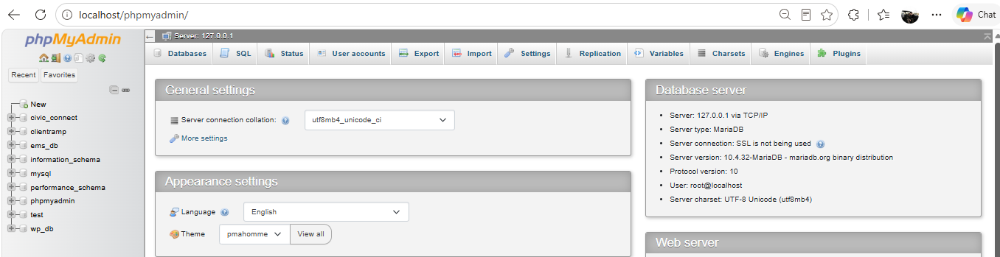 localhost/phpmyadmin/
Chat
phpMyAdmin
Recent Favorites
New
civic_connect
clientramp
ems_db
information_schema
mysql
performance_schema
phpmyadmin
test
wp_db
Server: 127.0.0.1
Databases SQL Status User accounts Export Import Settings Replication Variables Charsets Engines Plugins
General settings
Server connection collation: utf8mb4_unicode_ci
More settings
Appearance settings
Language English
Theme pmahomme View all
Database server
Server: 127.0.0.1 via TCP/IP
Server type: MariaDB
Server connection: SSL is not being used
Server version: 10.4.32-MariaDB - mariadb.org binary distribution
Protocol version: 10
User: root@localhost
Server charset: UTF-8 Unicode (utf8mb4)
Web server